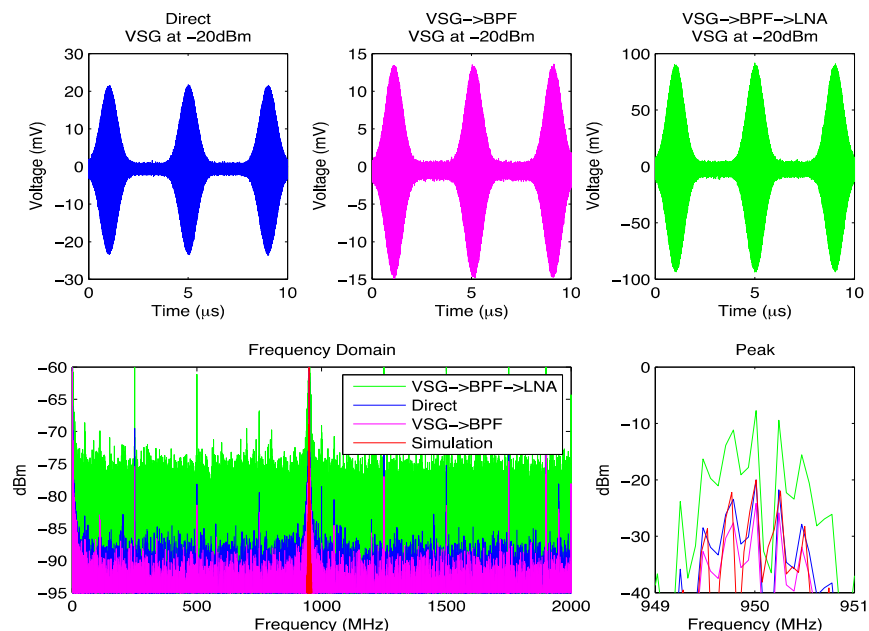 Direct
VSG at −20dBm
30
20
10
0
−10
−20
−30
Voltage (mV)
0
5
10
Time (μs)
VSG−>BPF
VSG at −20dBm
15
10
5
0
−5
−10
−15
Voltage (mV)
0
5
10
Time (μs)
VSG−>BPF−>LNA
VSG at −20dBm
100
50
0
−50
−100
Voltage (mV)
0
5
10
Time (μs)
Frequency Domain
−60
−65
−70
−75
−80
−85
−90
−95
dBm
VSG−>BPF−>LNA
Direct
VSG−>BPF
Simulation
0
500
1000
1500
2000
Frequency (MHz)
Peak
0
−10
−20
−30
−40
dBm
949
950
951
Frequency (MHz)